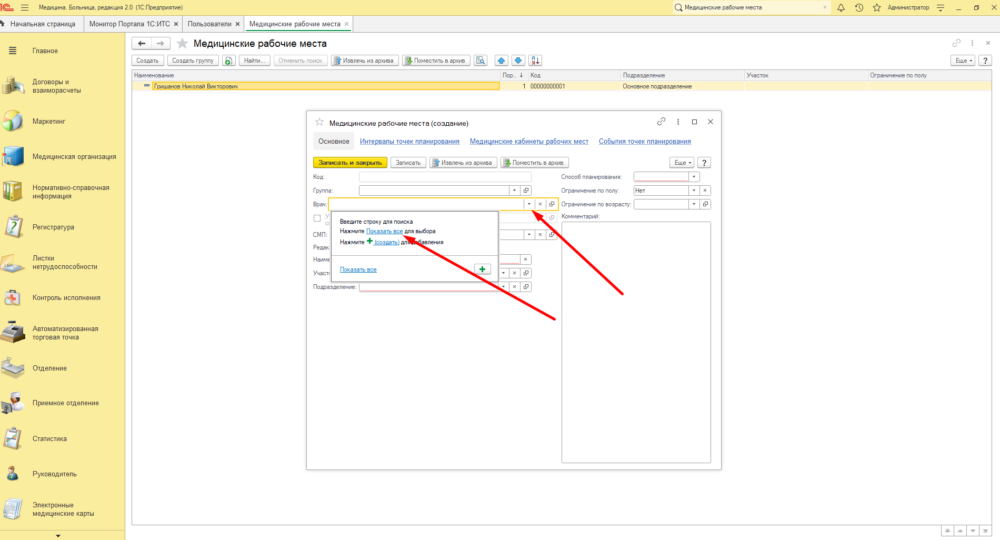 Медицина. Больница, редакция 2.0 (1С:Предприятие)
Медицинские рабочие места
Администратор
Начальная страница
Монитор Портала 1С:ИТС
Пользователи
Медицинские рабочие места
Главное
Договоры и
взаиморасчеты
Маркетинг
Медицинская организация
Нормативно-справочная
информация
Регистратура
Листки
нетрудоспособности
Контроль исполнения
Автоматизированная
торговая точка
Отделение
Приемное отделение
Статистика
Руководитель
Электронные
медицинские карты
Медицинские рабочие места
Создать
Создать группу
Найти...
Отменить поиск
Извлечь из архива
Поместить в архив
Еще
?
Наименование
Пор...
Код
Подразделение
Участок
Ограничение по полу
Гришанов Николай Викторович
1
00000000001
Основное подразделение
Медицинские рабочие места (создание)
Основное
Интервалы точек планирования
Медицинские кабинеты рабочих мест
События точек планирования
Записать и закрыть
Записать
Извлечь из архива
Поместить в архив
Еще
?
Код:
Способ планирования:
Группа:
Ограничение по полу:
Нет
Врач:
Ограничение по возрасту:
Комментарий:
СМП:
Редак
Наиме
Участ
Подразделение:
Введите строку для поиска
Нажмите Показать все для выбора
Нажмите + (создать) для добавления
Показать все